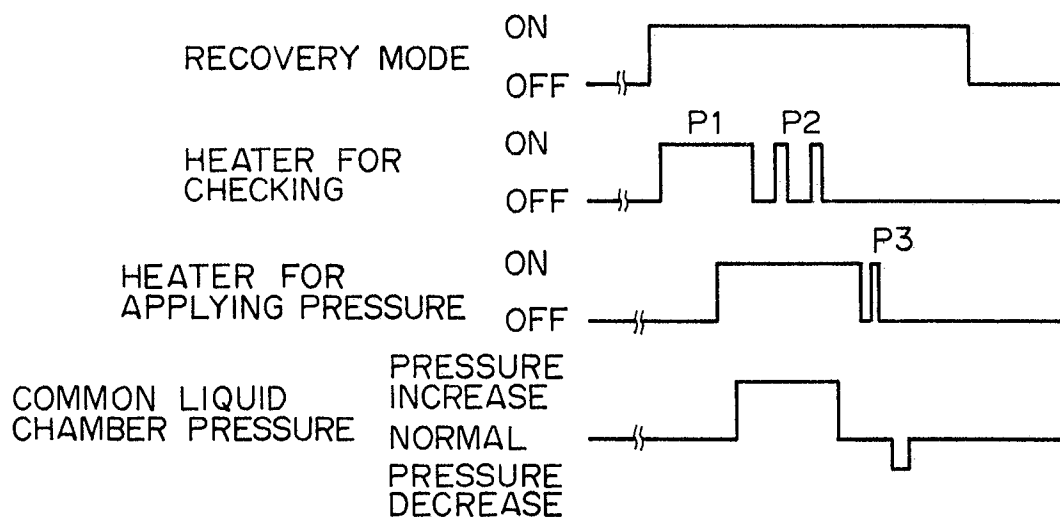 RECOVERY MODE
ON
OFF
HEATER FOR
CHECKING
ON
OFF
P1
P2
HEATER FOR
APPLYING PRESSURE
ON
OFF
P3
COMMON LIQUID
CHAMBER PRESSURE
PRESSURE
INCREASE
NORMAL
PRESSURE
DECREASE